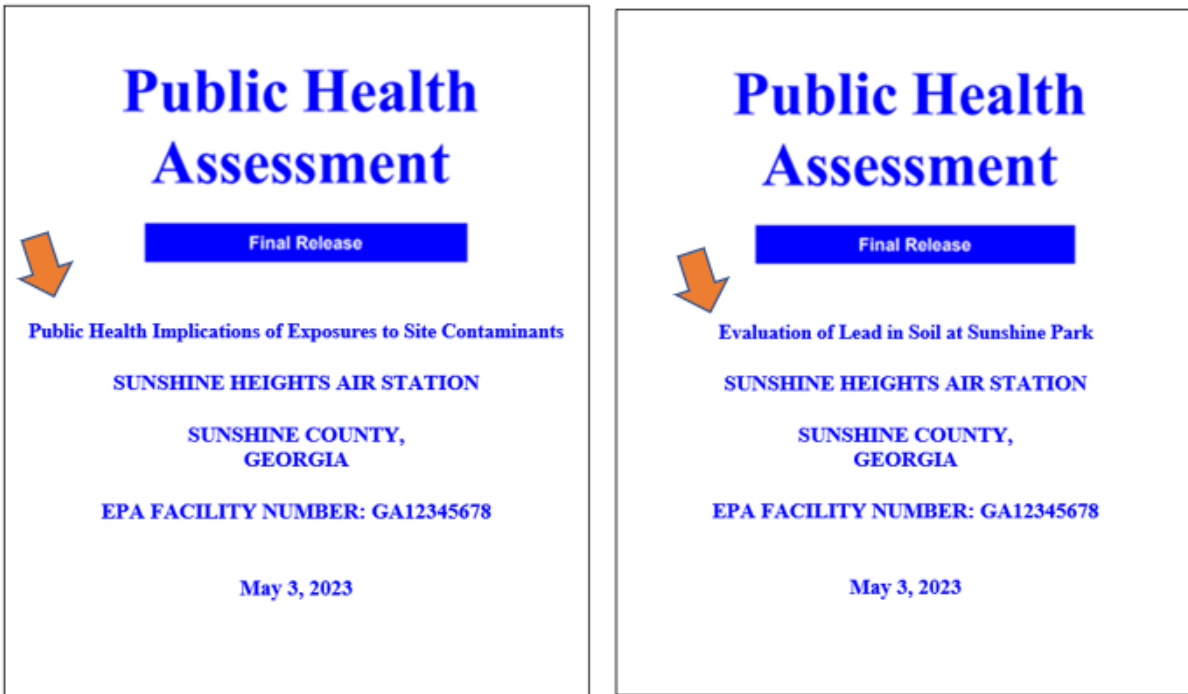 Public Health
Assessment
Final Release
Public Health Implications of Exposures to Site Contaminants
SUNSHINE HEIGHTS AIR STATION
SUNSHINE COUNTY,
GEORGIA
EPA FACILITY NUMBER: GA12345678
May 3, 2023
Public Health
Assessment
Final Release
Evaluation of Lead in Soil at Sunshine Park
SUNSHINE HEIGHTS AIR STATION
SUNSHINE COUNTY,
GEORGIA
EPA FACILITY NUMBER: GA12345678
May 3, 2023